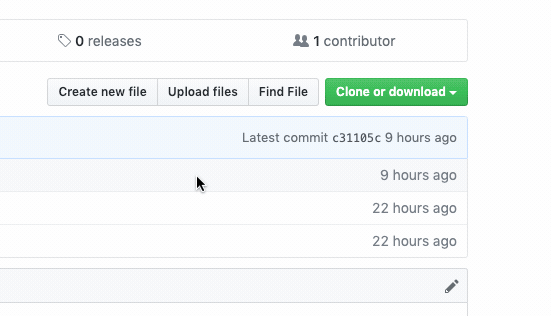 0 releases
1 contributor
Create new file
Upload files
Find File
Clone or download
Latest commit c31105c 9 hours ago
9 hours ago
22 hours ago
22 hours ago